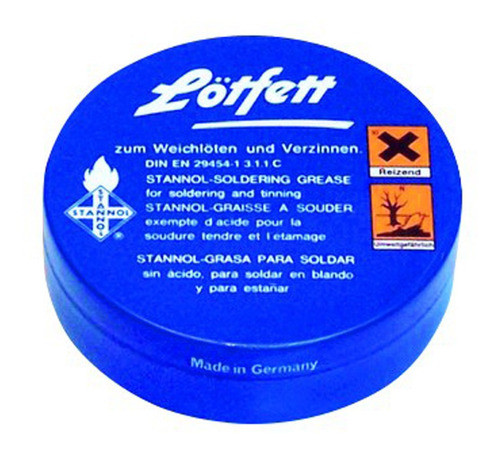 Lötfett
zum Weichlöten und Verzinnen.
DIN EN 29454-1 3.1.1 C
STANNOL-SOLDERING GREASE
for soldering and tinning
STANNOL-GRAISSE A SOUDER
exempte d'acide pour la
soudure tendre et l'etamage
STANNOL-GRASA PARA SOLDAR
sin ácido, para soldar en blando
y para estañar
STANNOL
STANNOL
®
Reizend
N
Umweltgefährlich
Made in Germany